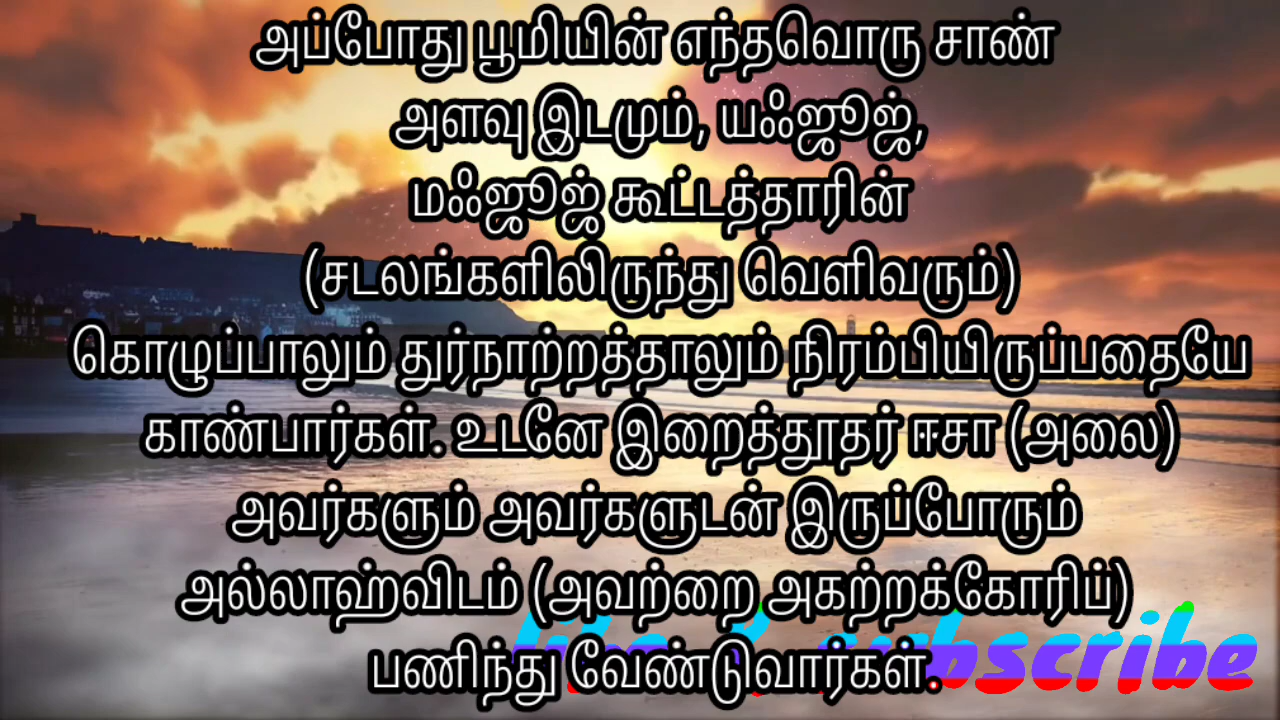 அப்போது பூமியின் எந்தவொரு சாண்
அளவு இடமும், யஃஜூஜ்,
மஃஜூஜ் கூட்டத்தாரின்
(சடலங்களிலிருந்து வெளிவரும்)
கொழுப்பாலும் துர்நாற்றத்தாலும் நிரம்பியிருப்பதையே
காண்பார்கள். உடனே இறைத்தூதர் ஈசா (அலை)
அவர்களும் அவர்களுடன் இருப்போரும்
அல்லாஹ்விடம் (அவற்றை அகற்றக்கோரிப்)
பணிந்து வேண்டுவார்கள்.
subscribe